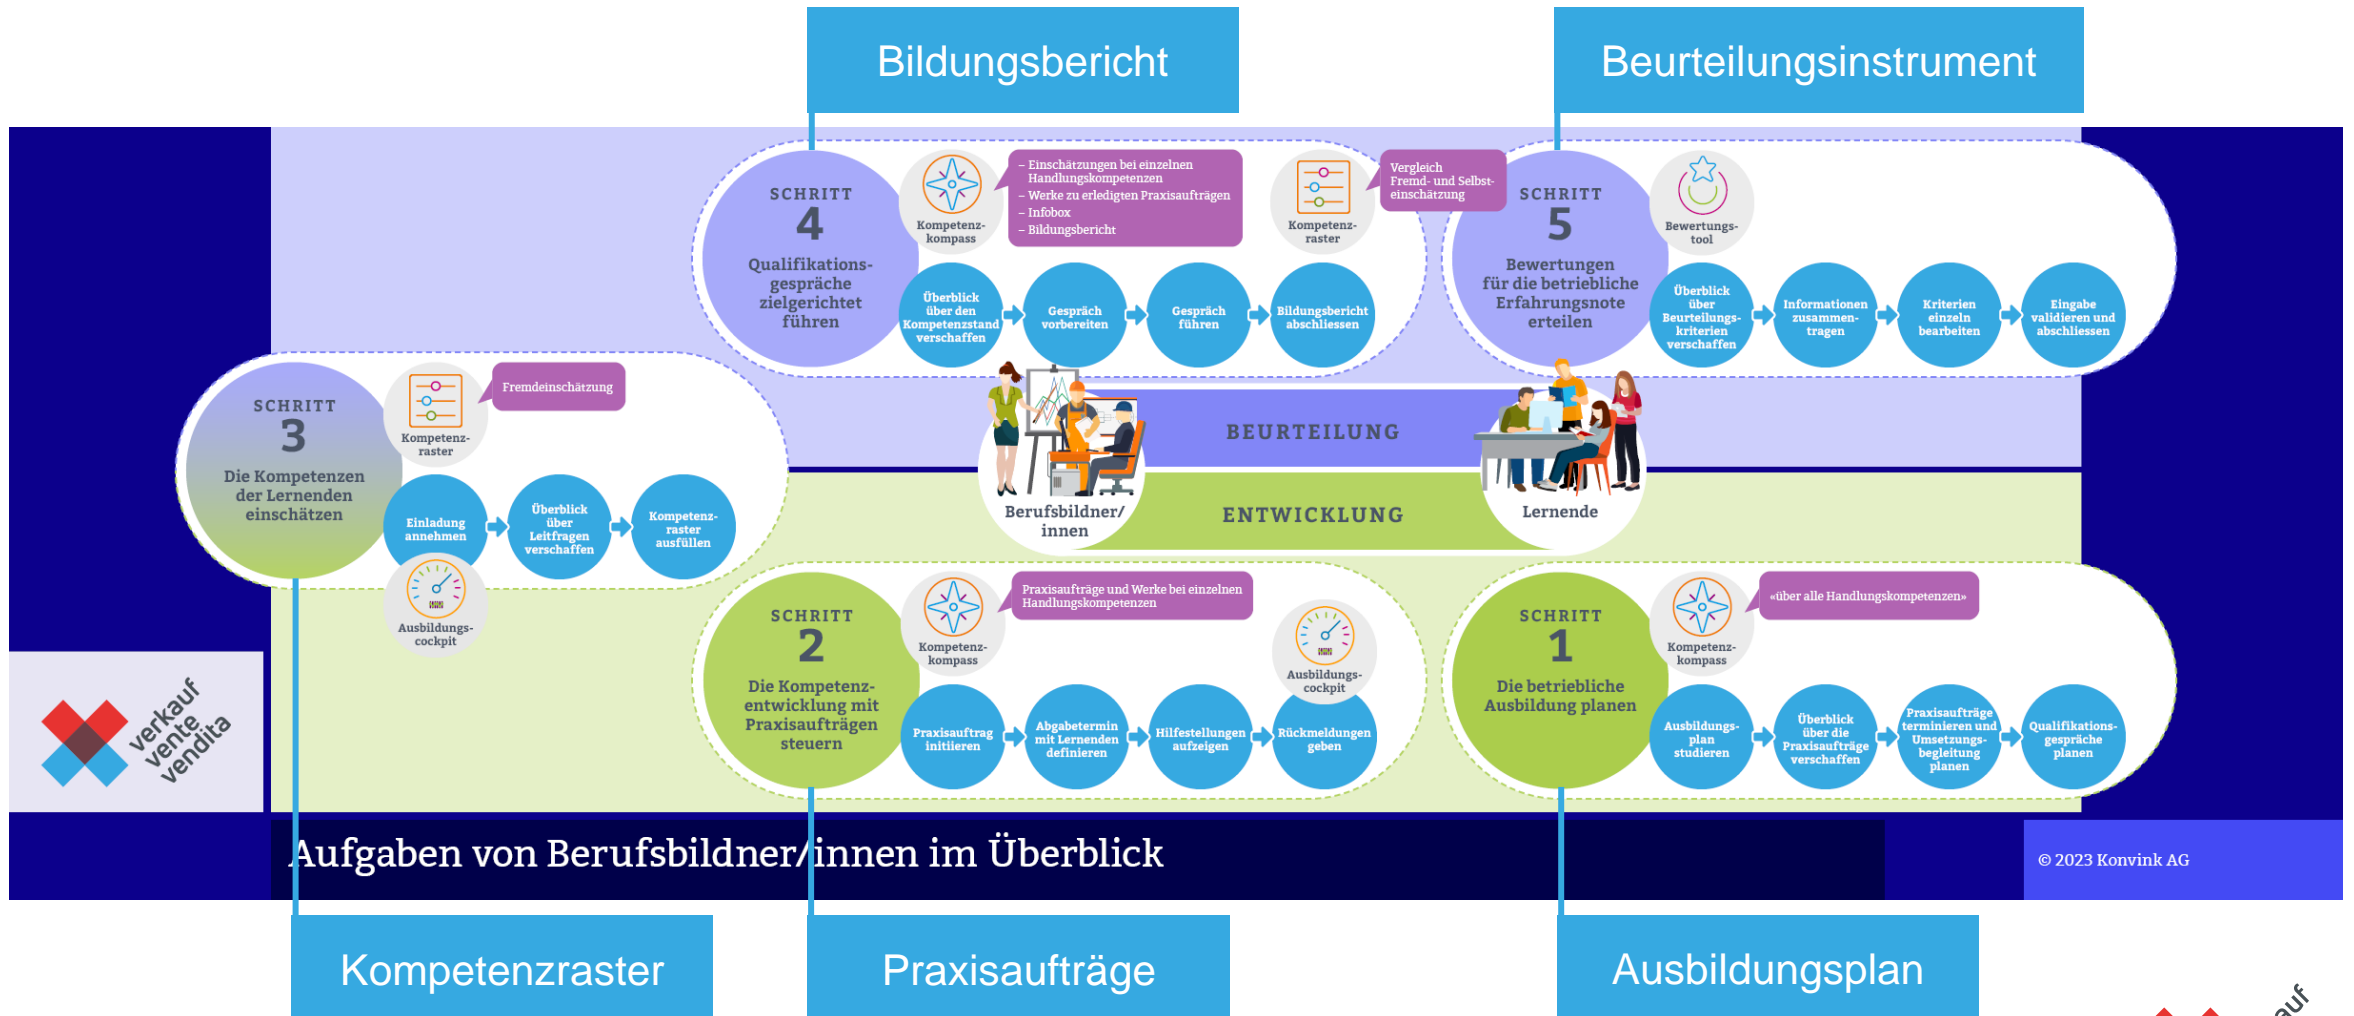 Bildungsbericht
Beurteilungsinstrument
SCHRITT
4
Qualifikations-
gespräche
zielgerichtet
führen
Kompetenz-
kompass
– Einschätzungen bei einzelnen
Handlungskompetenzen
– Werke zu erledigten Praxisaufträgen
– Infobox
– Bildungsbericht
Kompetenz-
raster
Vergleich
Fremd- und Selbst-
einschätzung
Überblick
über den
Kompetenzstand
verschaffen
Gespräch
vorbereiten
Gespräch
führen
Bildungsbericht
abschliessen
SCHRITT
5
Bewertungen
für die betriebliche
Erfahrungsnote
erteilen
Bewertungs-
tool
Überblick
über
Beurteilungs-
kriterien
verschaffen
Informationen
zusammen-
tragen
Kriterien
einzeln
bearbeiten
Eingabe
validieren und
abschliessen
SCHRITT
3
Die Kompetenzen
der Lernenden
einschätzen
Kompetenz-
raster
Fremdeinschätzung
Einladung
annehmen
Überblick
über
Leitfragen
verschaffen
Kompetenz-
raster
ausfüllen
Ausbildungs-
cockpit
BEURTEILUNG
ENTWICKLUNG
Berufsbildner/
innen
Lernende
SCHRITT
2
Die Kompetenz-
entwicklung mit
Praxisaufträgen
steuern
Kompetenz-
kompass
Praxisaufträge und Werke bei einzelnen
Handlungskompetenzen
Ausbildungs-
cockpit
Praxisauftrag
initiieren
Abgabetermin
mit Lernenden
definieren
Hilfestellungen
aufzeigen
Rückmeldungen
geben
SCHRITT
1
Die betriebliche
Ausbildung planen
Kompetenz-
kompass
«über alle Handlungskompetenzen»
Ausbildungs-
plan
studieren
Überblick
über die
Praxisaufträge
verschaffen
Praxisaufträge
terminieren und
Umsetzungs-
begleitung
planen
Qualifikations-
gespräche
planen
verkauf
vente
vendita
Aufgaben von Berufsbildner/innen im Überblick
© 2023 Konvink AG
Kompetenzraster
Praxisaufträge
Ausbildungsplan